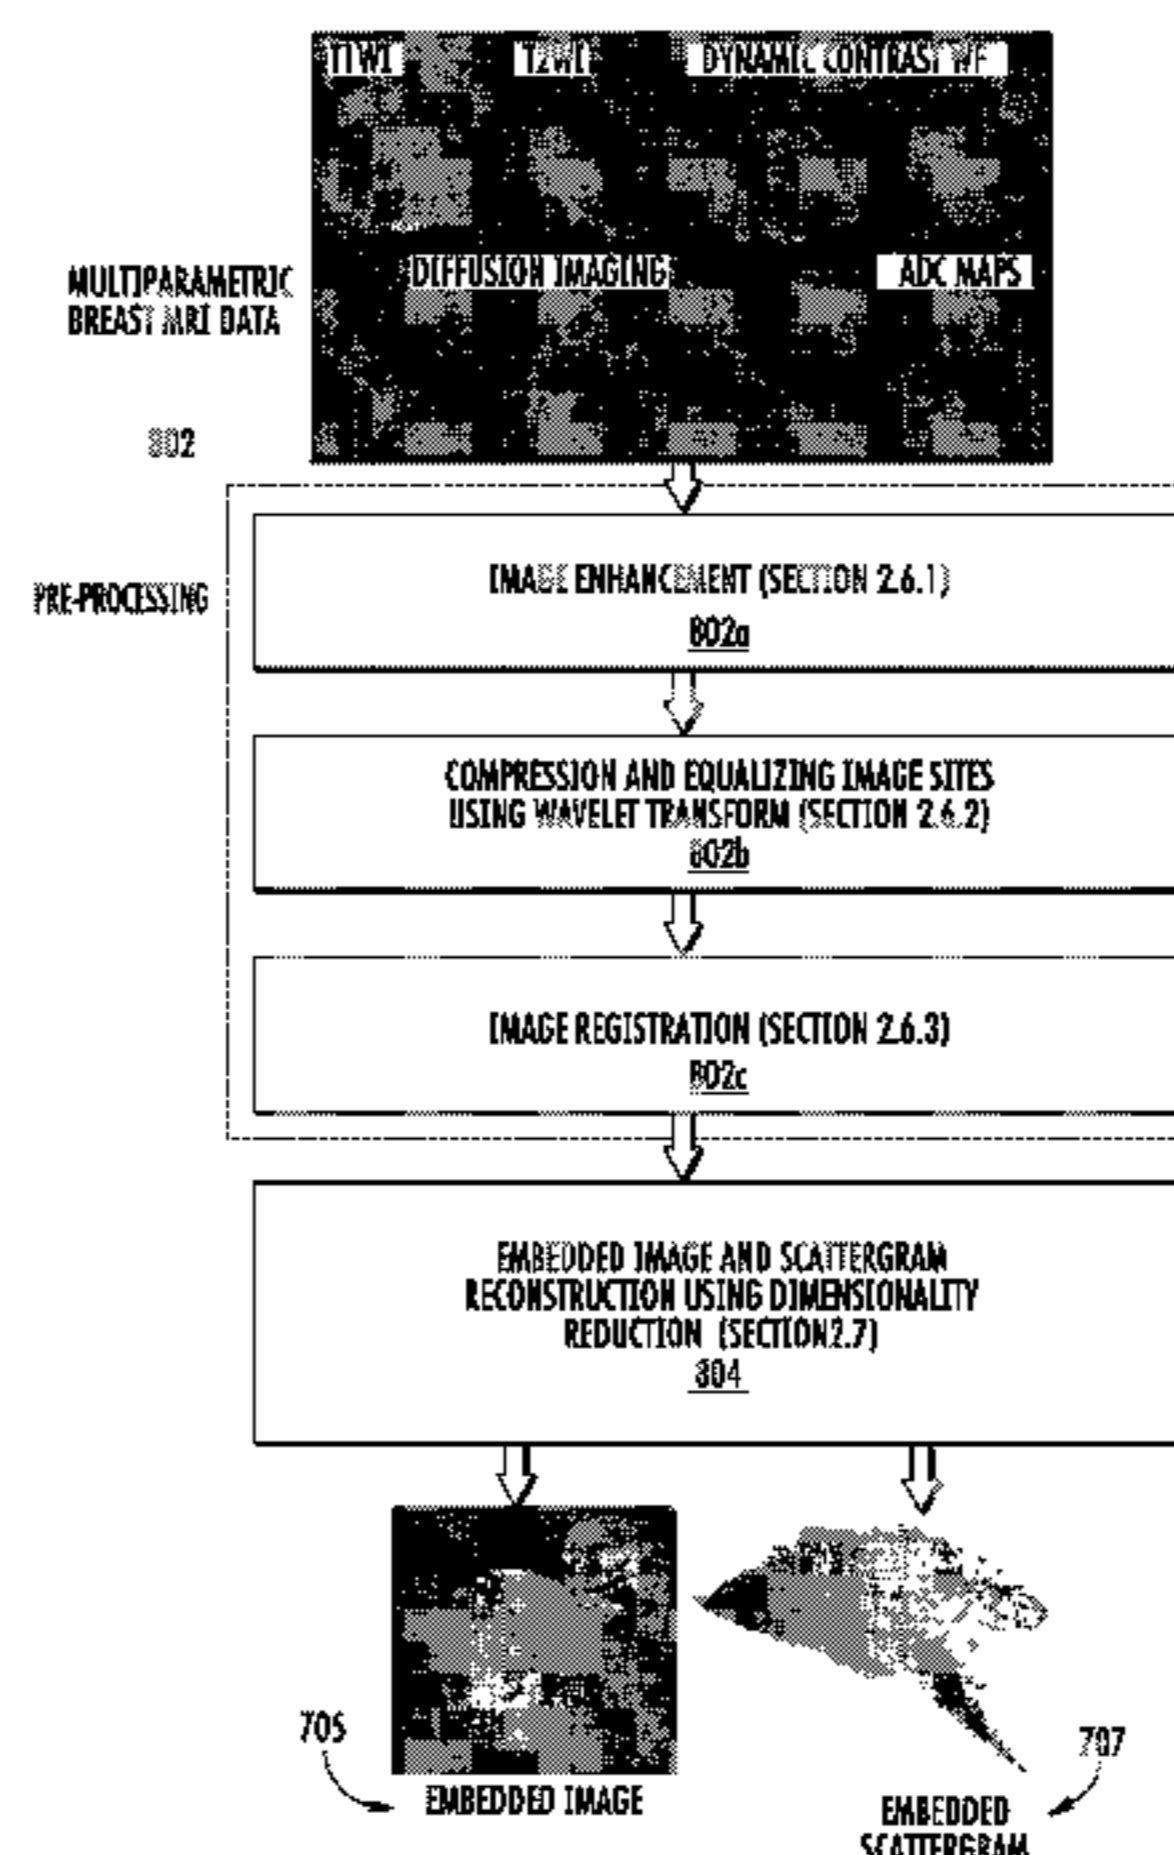 T1WI T2WI DYNAMIC CONTRAST WF
MULTIPARAMETRIC
BREAST MRI DATA
DIFFUSION IMAGING ADC MAPS
802
PRE-PROCESSING
IMAGE ENHANCEMENT (SECTION 2.6.1)
802a
COMPRESSION AND EQUALIZING IMAGE SITES
USING WAVELET TRANSFORM (SECTION 2.6.2)
802b
IMAGE REGISTRATION (SECTION 2.6.3)
802c
EMBEDDED IMAGE AND SCATTERGRAM
RECONSTRUCTION USING DIMENSIONALITY
REDUCTION (SECTION2.7)
804
705
EMBEDDED IMAGE
707
EMBEDDED
SCATTERGRAM